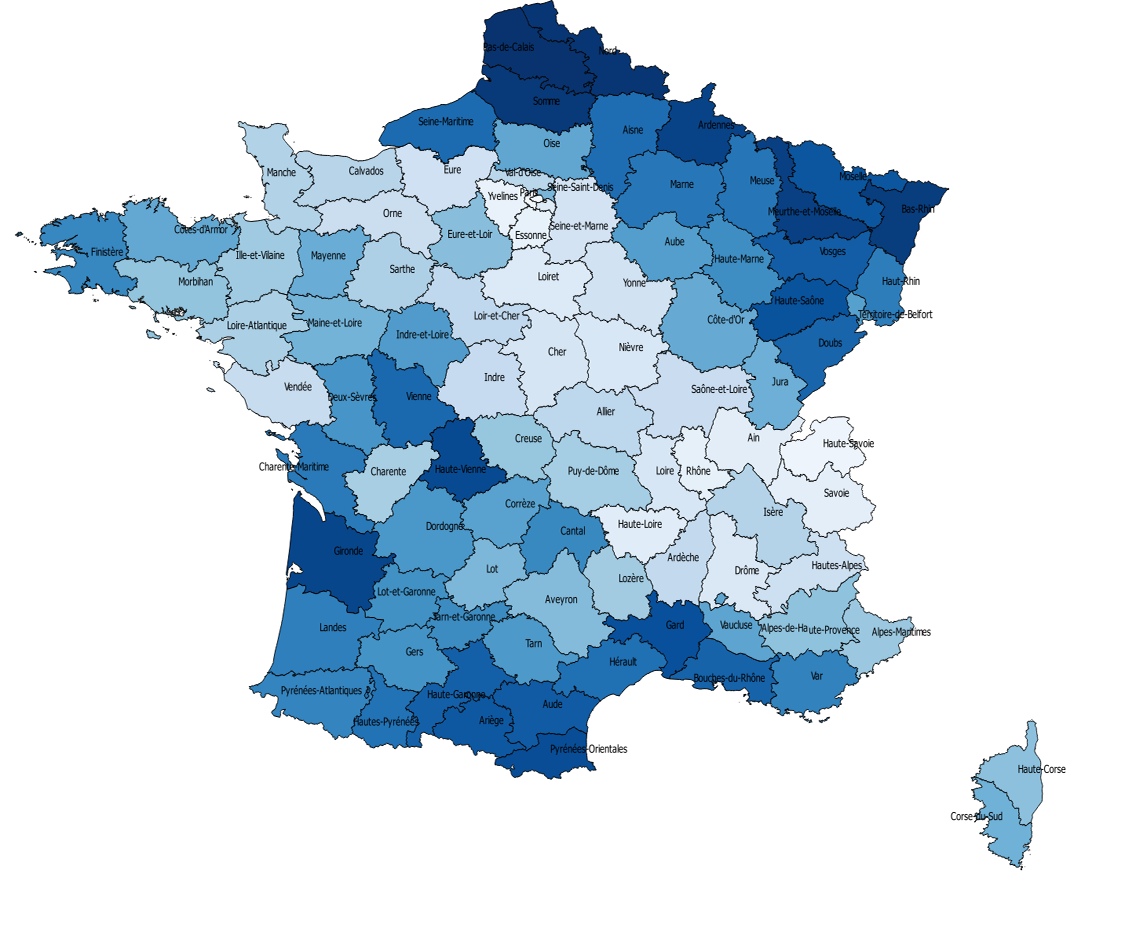 Pas-de-Calais
Nord
Somme
Seine-Maritime
Aisne
Ardennes
Oise
Manche
Calvados
Eure
Val-d'Oise
Seine-Saint-Denis
Yvelines
Paris
Marne
Meuse
Moselle
Meurthe-et-Moselle
Bas-Rhin
Orne
Essonne
Seine-et-Marne
Côtes-d'Armor
Finistère
Ille-et-Vilaine
Mayenne
Eure-et-Loir
Aube
Haute-Marne
Vosges
Morbihan
Sarthe
Loiret
Yonne
Haut-Rhin
Haute-Saône
Territoire-de-Belfort
Loire-Atlantique
Maine-et-Loire
Indre-et-Loire
Loir-et-Cher
Côte-d'Or
Doubs
Cher
Nièvre
Vendée
Deux-Sèvres
Vienne
Indre
Saône-et-Loire
Jura
Allier
Creuse
Ain
Haute-Savoie
Charente-Maritime
Charente
Haute-Vienne
Puy-de-Dôme
Loire
Rhône
Savoie
Corrèze
Isère
Dordogne
Cantal
Haute-Loire
Gironde
Ardèche
Hautes-Alpes
Drôme
Lot
Lozère
Lot-et-Garonne
Aveyron
Tarn-et-Garonne
Landes
Gard
Vaucluse
Alpes-de-Haute-Provence
Alpes-Maritimes
Gers
Tarn
Hérault
Bouches-du-Rhône
Var
Pyrénées-Atlantiques
Haute-Garonne
Aude
Hautes-Pyrénées
Ariège
Pyrénées-Orientales
Haute-Corse
Corse-du-Sud